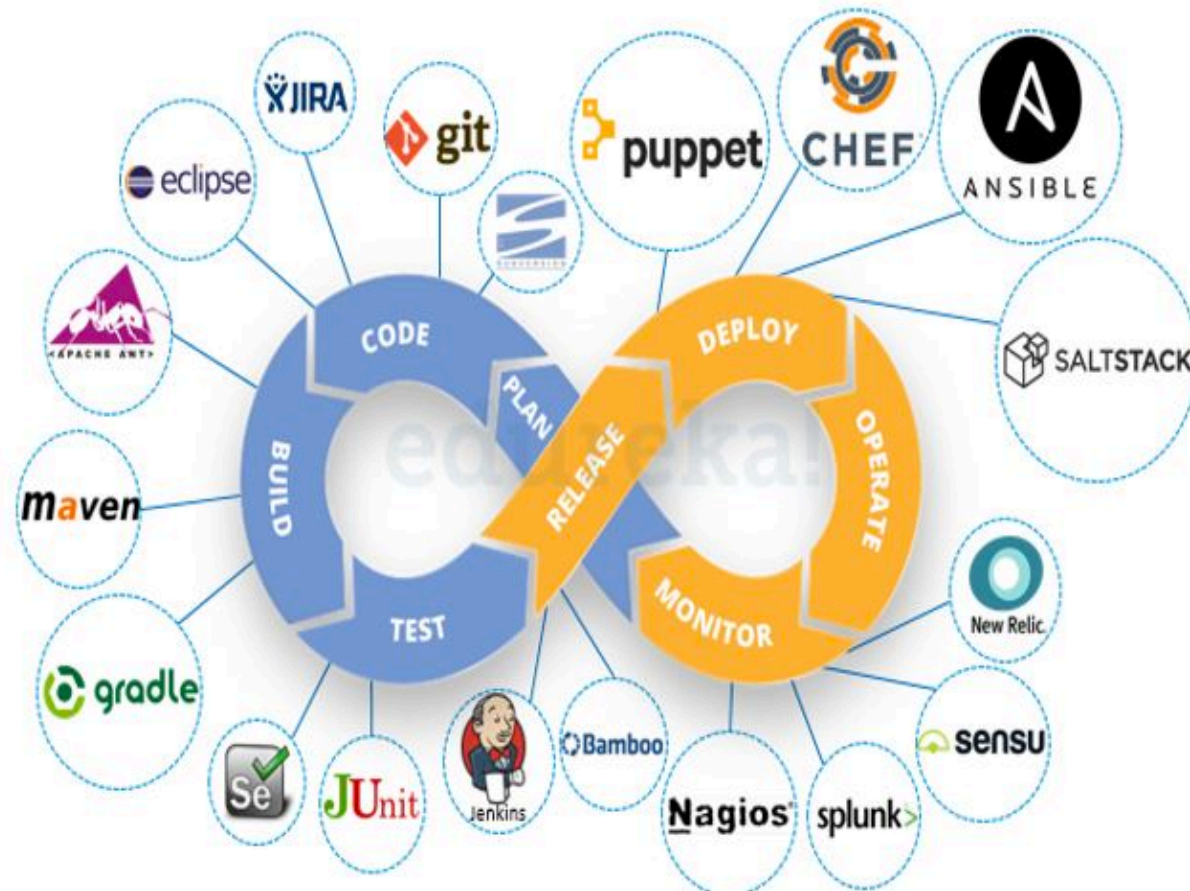 JIRA
git
eclipse
puppet
CHEF
ANSIBLE
<APACHE ANT>
SALTSTACK
CODE
PLAN
DEPLOY
BUILD
edureka!
RELEASE
OPERATE
maven
TEST
MONITOR
New Relic.
gradle
Se
JUnit
Jenkins
Bamboo
Nagios®
splunk>
sensu